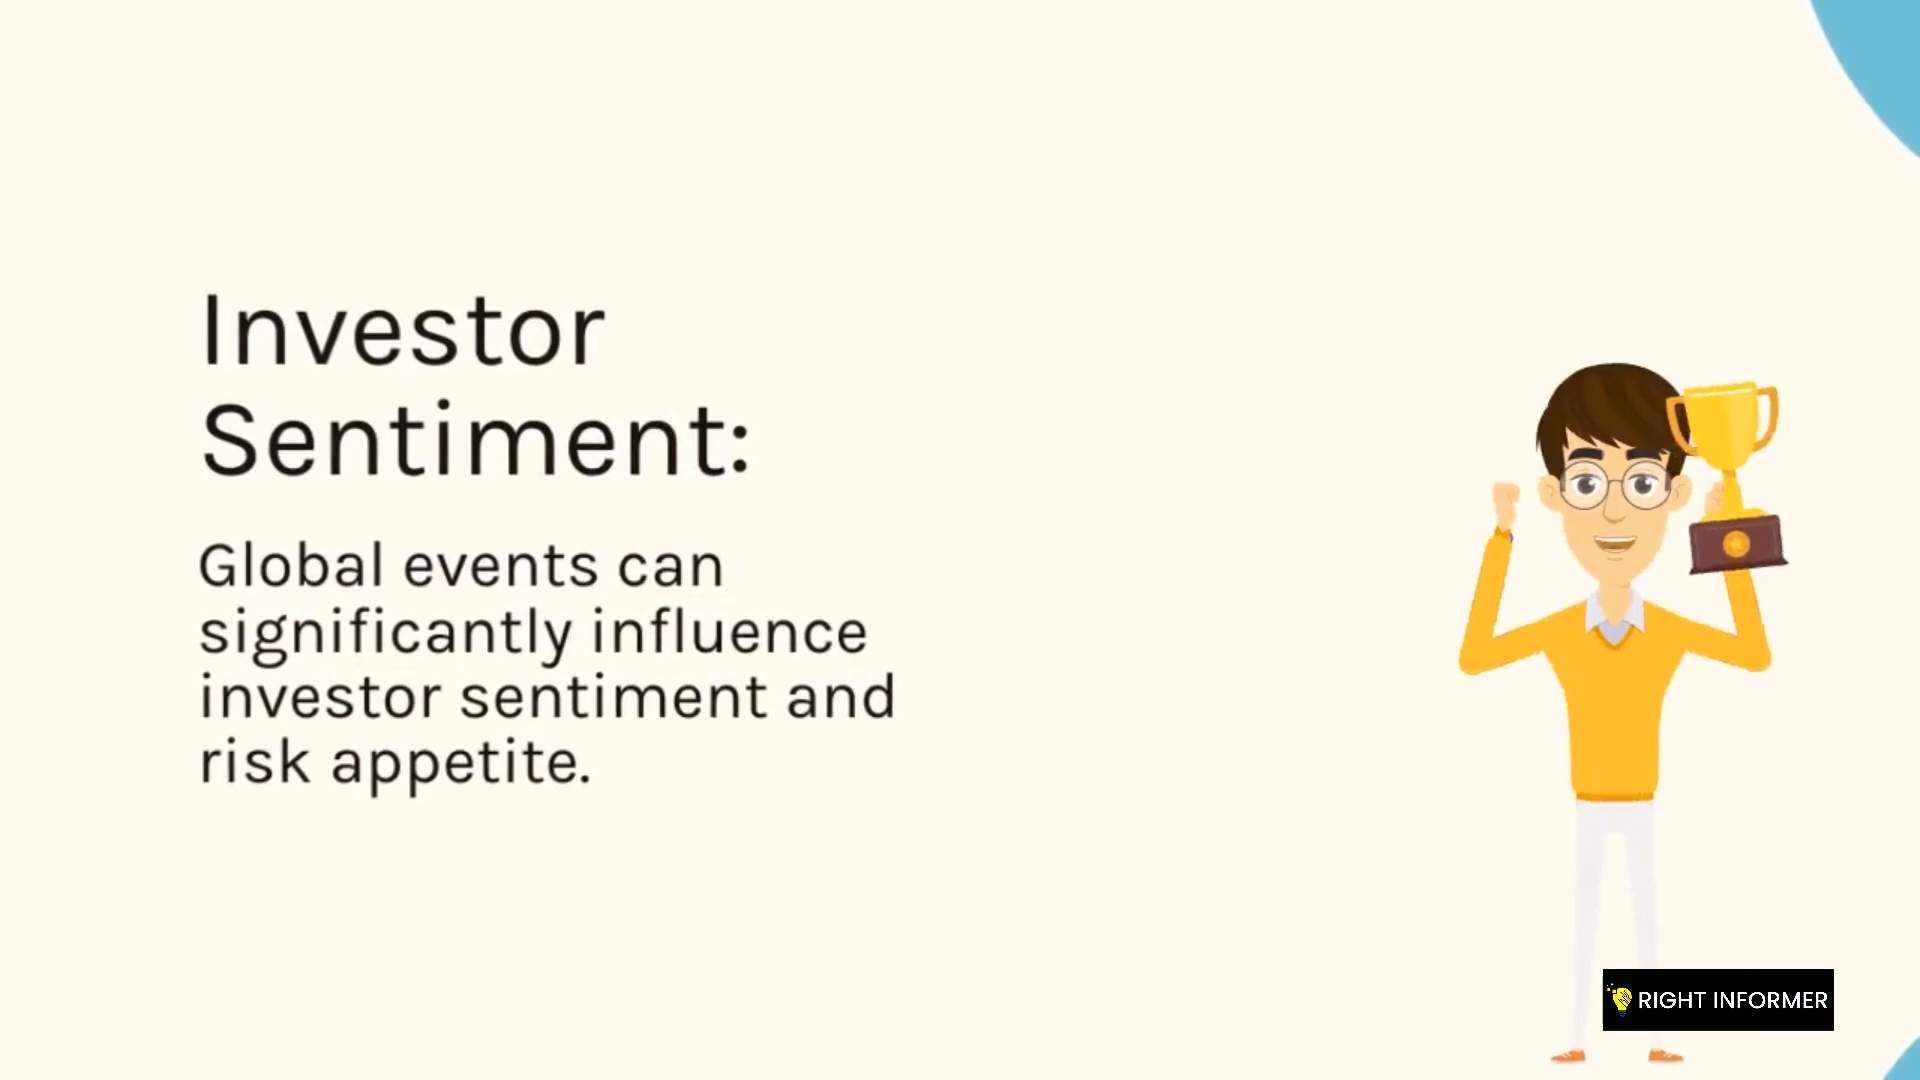 Investor
Sentiment:
Global events can
significantly influence
investor sentiment and
risk appetite.
RIGHT INFORMER